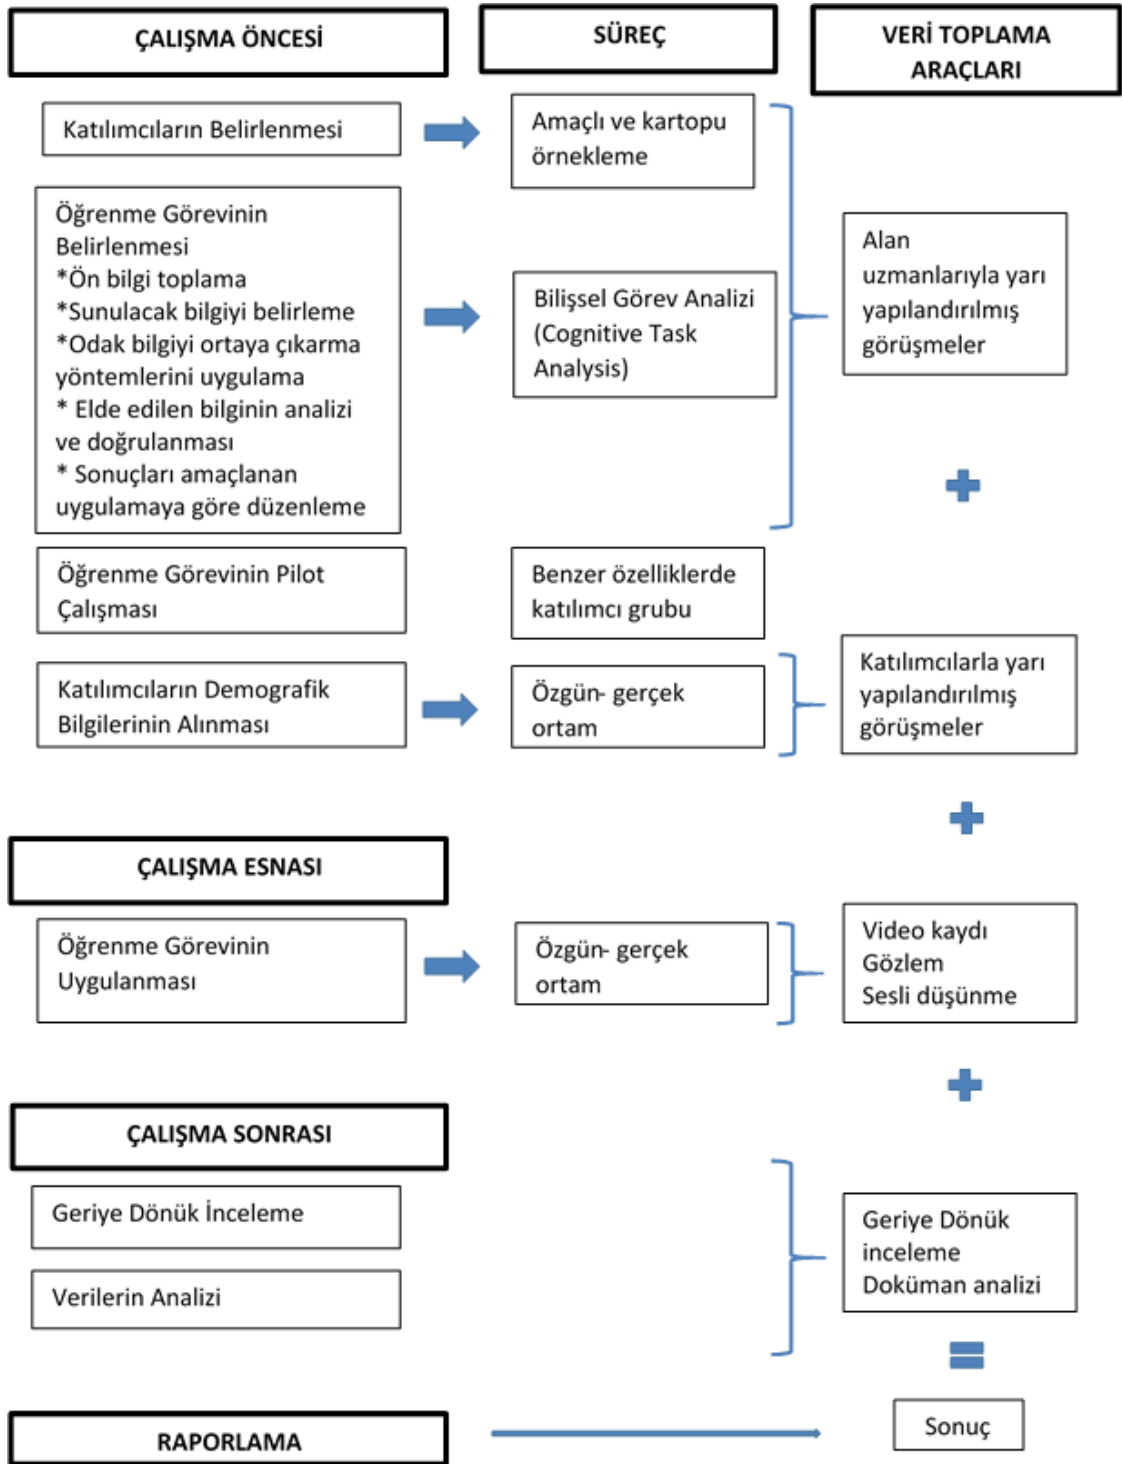 ÇALIŞMA ÖNCESİ
SÜREÇ
VERİ TOPLAMA
ARAÇLARI
Katılımcıların Belirlenmesi
Amaçlı ve kartopu
örnekleme
Öğrenme Görevinin
Belirlenmesi
*Ön bilgi toplama
*Sunulacak bilgiyi belirleme
*Odak bilgiyi ortaya çıkarma
yöntemlerini uygulama
* Elde edilen bilginin analizi
ve doğrulanması
* Sonuçları amaçlanan
uygulamaya göre düzenleme
Bilişsel Görev Analizi
(Cognitive Task
Analysis)
Alan
uzmanlarıyla yarı
yapılandırılmış
görüşmeler
Öğrenme Görevinin Pilot
Çalışması
Benzer özelliklerde
katılımcı grubu
Katılımcıların Demografik
Bilgilerinin Alınması
Özgün- gerçek
ortam
Katılımcılarla yarı
yapılandırılmış
görüşmeler
ÇALIŞMA ESNASI
Öğrenme Görevinin
Uygulanması
Özgün- gerçek
ortam
Video kaydı
Gözlem
Sesli düşünme
ÇALIŞMA SONRASI
Geriye Dönük İnceleme
Verilerin Analizi
Geriye Dönük
inceleme
Doküman analizi
RAPORLAMA
Sonuç